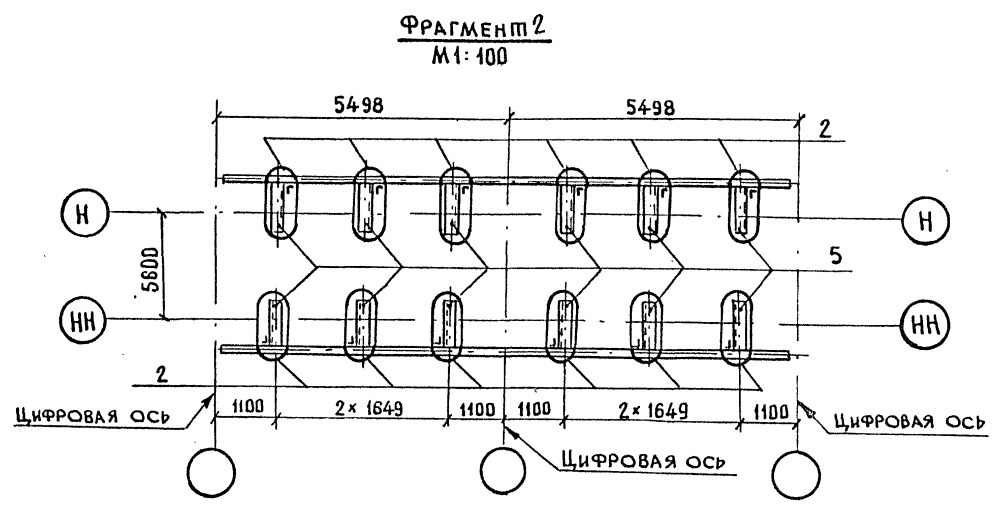 Фрагмент 2
М 1:100
5498 5498
2
Н Н
5
5600
НН НН
2
1100 2×1649 1100 1100 2×1649 1100
Цифровая ось Цифровая ось
Цифровая ось